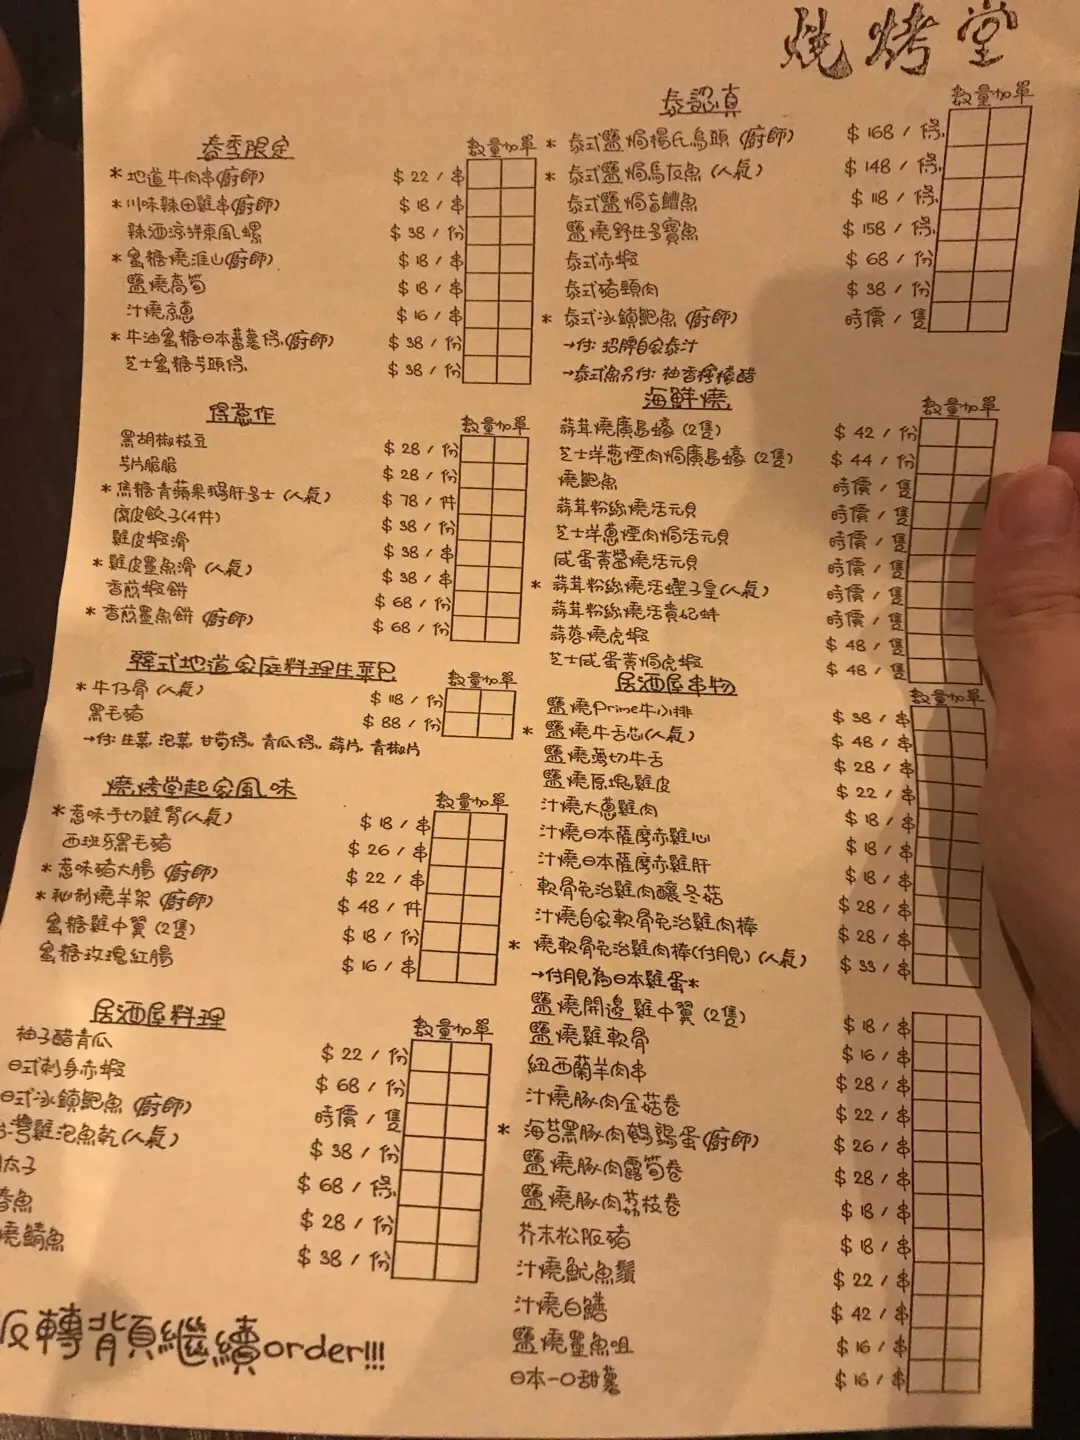 燒烤堂
春季限定 數量 加單
* 地道牛肉串(廚師) $22 / 串
* 川味辣田雞串(廚師) $18 / 串
辣酒涼拌東風螺 $38 / 份
* 蜜糖燒淮山(廚師) $18 / 串
鹽燒萵筍 $18 / 串
汁燒京蔥 $16 / 串
* 牛油蜜糖日本蕃薯條(廚師) $38 / 份
芝士蜜糖芋頭條 $38 / 份
得意作 數量 加單
黑胡椒枝豆 $28 / 份
芋片脆脆 $28 / 份
* 焦糖青蘋果鵝肝多士 (人氣) $78 / 件
腐皮餃子(4件) $38 / 份
雞皮蝦滑 $38 / 串
* 雞皮墨魚滑 (人氣) $38 / 串
香煎蝦餅 $68 / 份
* 香煎墨魚餅 (廚師) $68 / 份
韓式地道家庭料理生菜包 數量 加單
* 牛仔骨 (人氣) $118 / 份
黑毛豬 $88 / 份
→付: 生菜, 泡菜, 甘筍條, 青瓜條, 蒜片, 青椒片
燒烤堂起家風味 數量 加單
* 蔥味手切雞腎(人氣) $18 / 串
西班牙黑毛豬 $26 / 串
* 蔥味豬大腸 (廚師) $22 / 串
* 秘制燒羊架 (廚師) $48 / 件
蜜糖雞中翼 (2隻) $18 / 份
蜜糖玫瑰紅腸 $16 / 串
居酒屋料理 數量 加單
柚子醋青瓜 $22 / 份
日式刺身赤蝦 $68 / 份
日式冰鎮鮑魚 (廚師) 時價 / 隻
台灣雞泡魚乾(人氣) $38 / 份
太子 $68 / 條
春魚 $28 / 份
燒鯖魚 $38 / 份
反轉背頁繼續order!!!
泰認真 數量 加單
* 泰式鹽焗楊氏烏頭 (廚師) $168 / 條
* 泰式鹽焗馬友魚 (人氣) $148 / 條
泰式鹽焗盲鰽魚 $118 / 條
鹽燒野生多寶魚 $158 / 條
泰式赤蝦 $68 / 份
泰式豬頸肉 $38 / 份
* 泰式冰鎮鮑魚 (廚師) 時價 / 隻
→付: 招牌自家泰汁
→泰式魚另付: 柚香檸檬醋
海鮮燒 數量 加單
蒜茸燒廣島蠔 (2隻) $42 / 份
芝士洋蔥煙肉焗廣島蠔 (2隻) $44 / 份
燒鮑魚 時價 / 隻
蒜茸粉絲燒活元貝 時價 / 隻
芝士洋蔥煙肉焗活元貝 時價 / 隻
咸蛋黃醬燒活元貝 時價 / 隻
* 蒜茸粉絲燒活蟶子皇(人氣) 時價 / 隻
蒜茸粉絲燒活貴妃蚌 時價 / 隻
蒜蓉燒虎蝦 $48 / 隻
芝士咸蛋黃焗虎蝦 $48 / 隻
居酒屋串物 數量 加單
鹽燒Prime牛小排 $38 / 串
* 鹽燒牛舌芯(人氣) $48 / 串
鹽燒薄切牛舌 $28 / 串
鹽燒原塊雞皮 $22 / 串
汁燒大蔥雞肉 $18 / 串
汁燒日本薩摩赤雞心 $18 / 串
汁燒日本薩摩赤雞肝 $18 / 串
軟骨免治雞肉釀冬菇 $28 / 串
汁燒自家軟骨免治雞肉棒 $28 / 串
* 燒軟骨免治雞肉棒(付月見) (人氣) $33 / 串
→付月見為日本雞蛋*
鹽燒開邊雞中翼 (2隻) $18 / 串
鹽燒雞軟骨 $16 / 串
紐西蘭羊肉串 $28 / 串
汁燒豚肉金菇卷 $22 / 串
* 海苔黑豚肉鵪鶉蛋(廚師) $26 / 串
鹽燒豚肉露筍卷 $28 / 串
鹽燒豚肉荔枝卷 $18 / 串
芥末松阪豬 $18 / 串
汁燒魷魚鬚 $22 / 串
汁燒白鱔 $42 / 串
鹽燒墨魚咀 $16 / 串
日本一口甜薯 $16 / 串